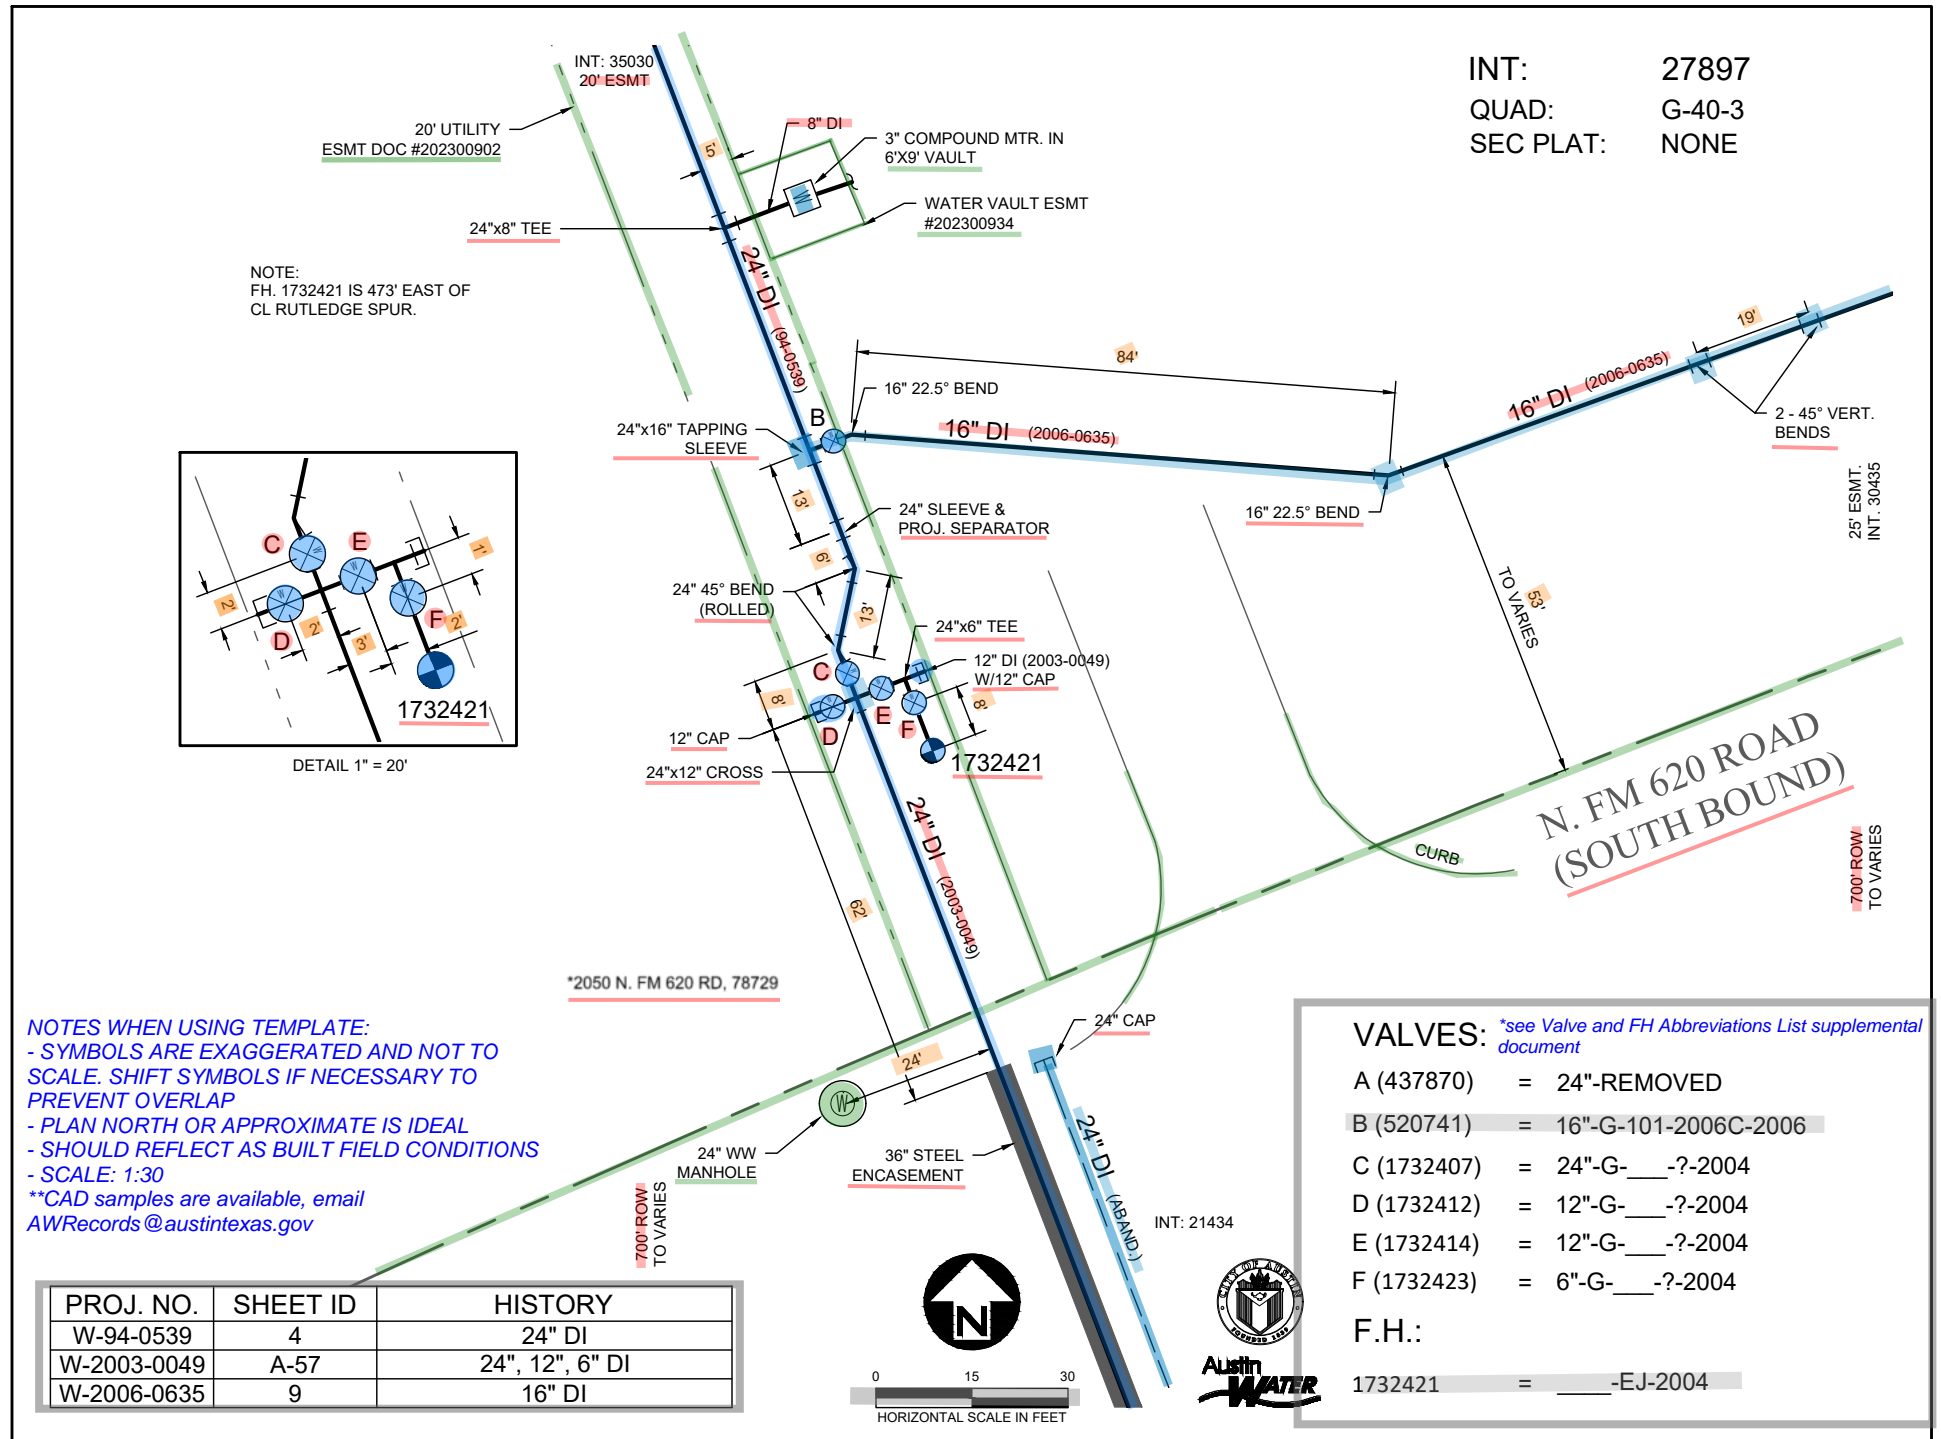 INT: 27897
QUAD: G-40-3
SEC PLAT: NONE
INT: 35030
20' ESMT
20' UTILITY
ESMT DOC #202300902
8" DI
3" COMPOUND MTR. IN
6'X9' VAULT
5'
W
WATER VAULT ESMT
#202300934
24"x8" TEE
24" DI (94-0539)
NOTE:
FH. 1732421 IS 473' EAST OF
CL RUTLEDGE SPUR.
84'
19'
16" 22.5° BEND
B
24"x16" TAPPING
SLEEVE
16" DI (2006-0635)
16" DI (2006-0635)
2 - 45° VERT.
BENDS
25' ESMT.
INT. 30435
13'
24" SLEEVE &
PROJ. SEPARATOR
16" 22.5° BEND
6'
24" 45° BEND
(ROLLED)
13'
53'
TO VARIES
24"x6" TEE
12" DI (2003-0049)
W/12" CAP
C
8'
D
E
F
8'
12" CAP
24"x12" CROSS
1732421
C
E
1'
2'
D
2'
3'
F
2'
1732421
DETAIL 1" = 20'
24" DI (2003-0049)
62'
N. FM 620 ROAD
(SOUTH BOUND)
CURB
700' ROW
TO VARIES
*2050 N. FM 620 RD, 78729
24'
24" CAP
W
24" WW
MANHOLE
36" STEEL
ENCASEMENT
24" DI (ABAND.)
INT: 21434
700' ROW
TO VARIES
NOTES WHEN USING TEMPLATE:
- SYMBOLS ARE EXAGGERATED AND NOT TO
SCALE. SHIFT SYMBOLS IF NECESSARY TO
PREVENT OVERLAP
- PLAN NORTH OR APPROXIMATE IS IDEAL
- SHOULD REFLECT AS BUILT FIELD CONDITIONS
- SCALE: 1:30
**CAD samples are available, email
AWRecords@austintexas.gov
PROJ. NO. SHEET ID HISTORY
W-94-0539 4 24" DI
W-2003-0049 A-57 24", 12", 6" DI
W-2006-0635 9 16" DI
N
0 15 30
HORIZONTAL SCALE IN FEET
CITY OF AUSTIN
FOUNDED 1839
Austin
WATER
VALVES: *see Valve and FH Abbreviations List supplemental
document
A (437870) = 24"-REMOVED
B (520741) = 16"-G-101-2006C-2006
C (1732407) = 24"-G-___-?-2004
D (1732412) = 12"-G-___-?-2004
E (1732414) = 12"-G-___-?-2004
F (1732423) = 6"-G-___-?-2004
F.H.:
1732421 = ____-EJ-2004